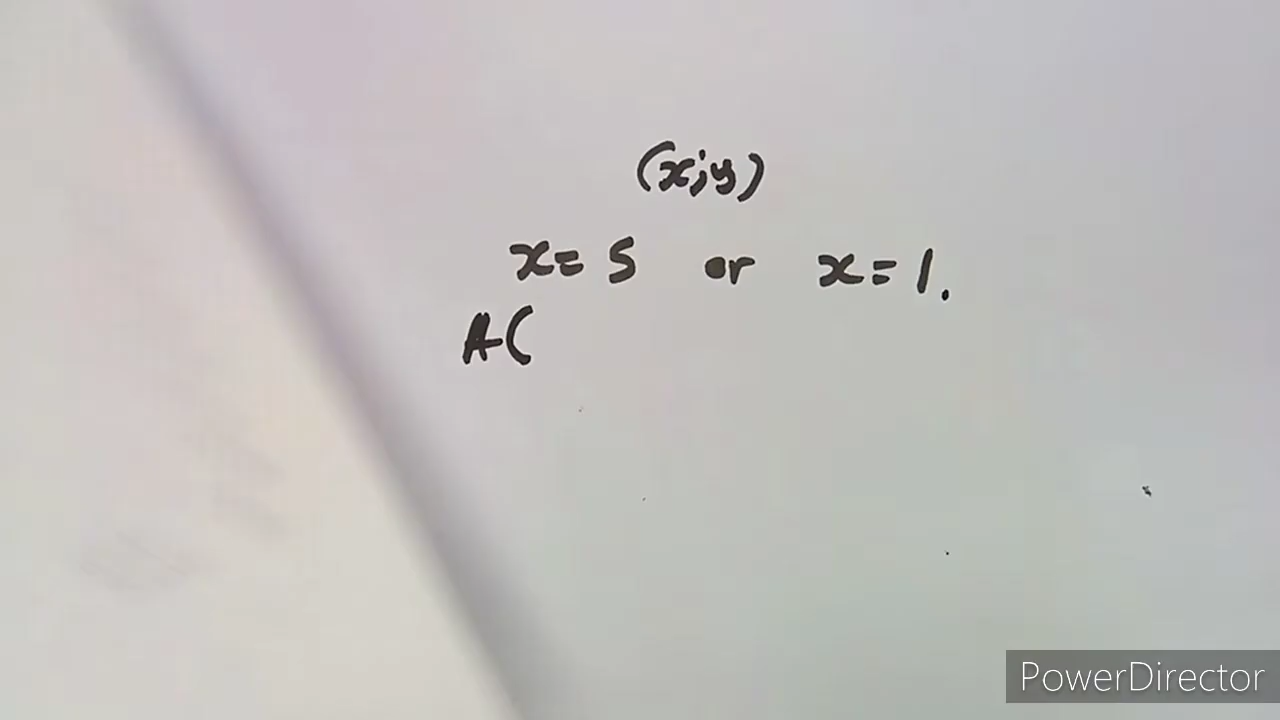 (x;y)
x= 5 or x=1.
A(
PowerDirector